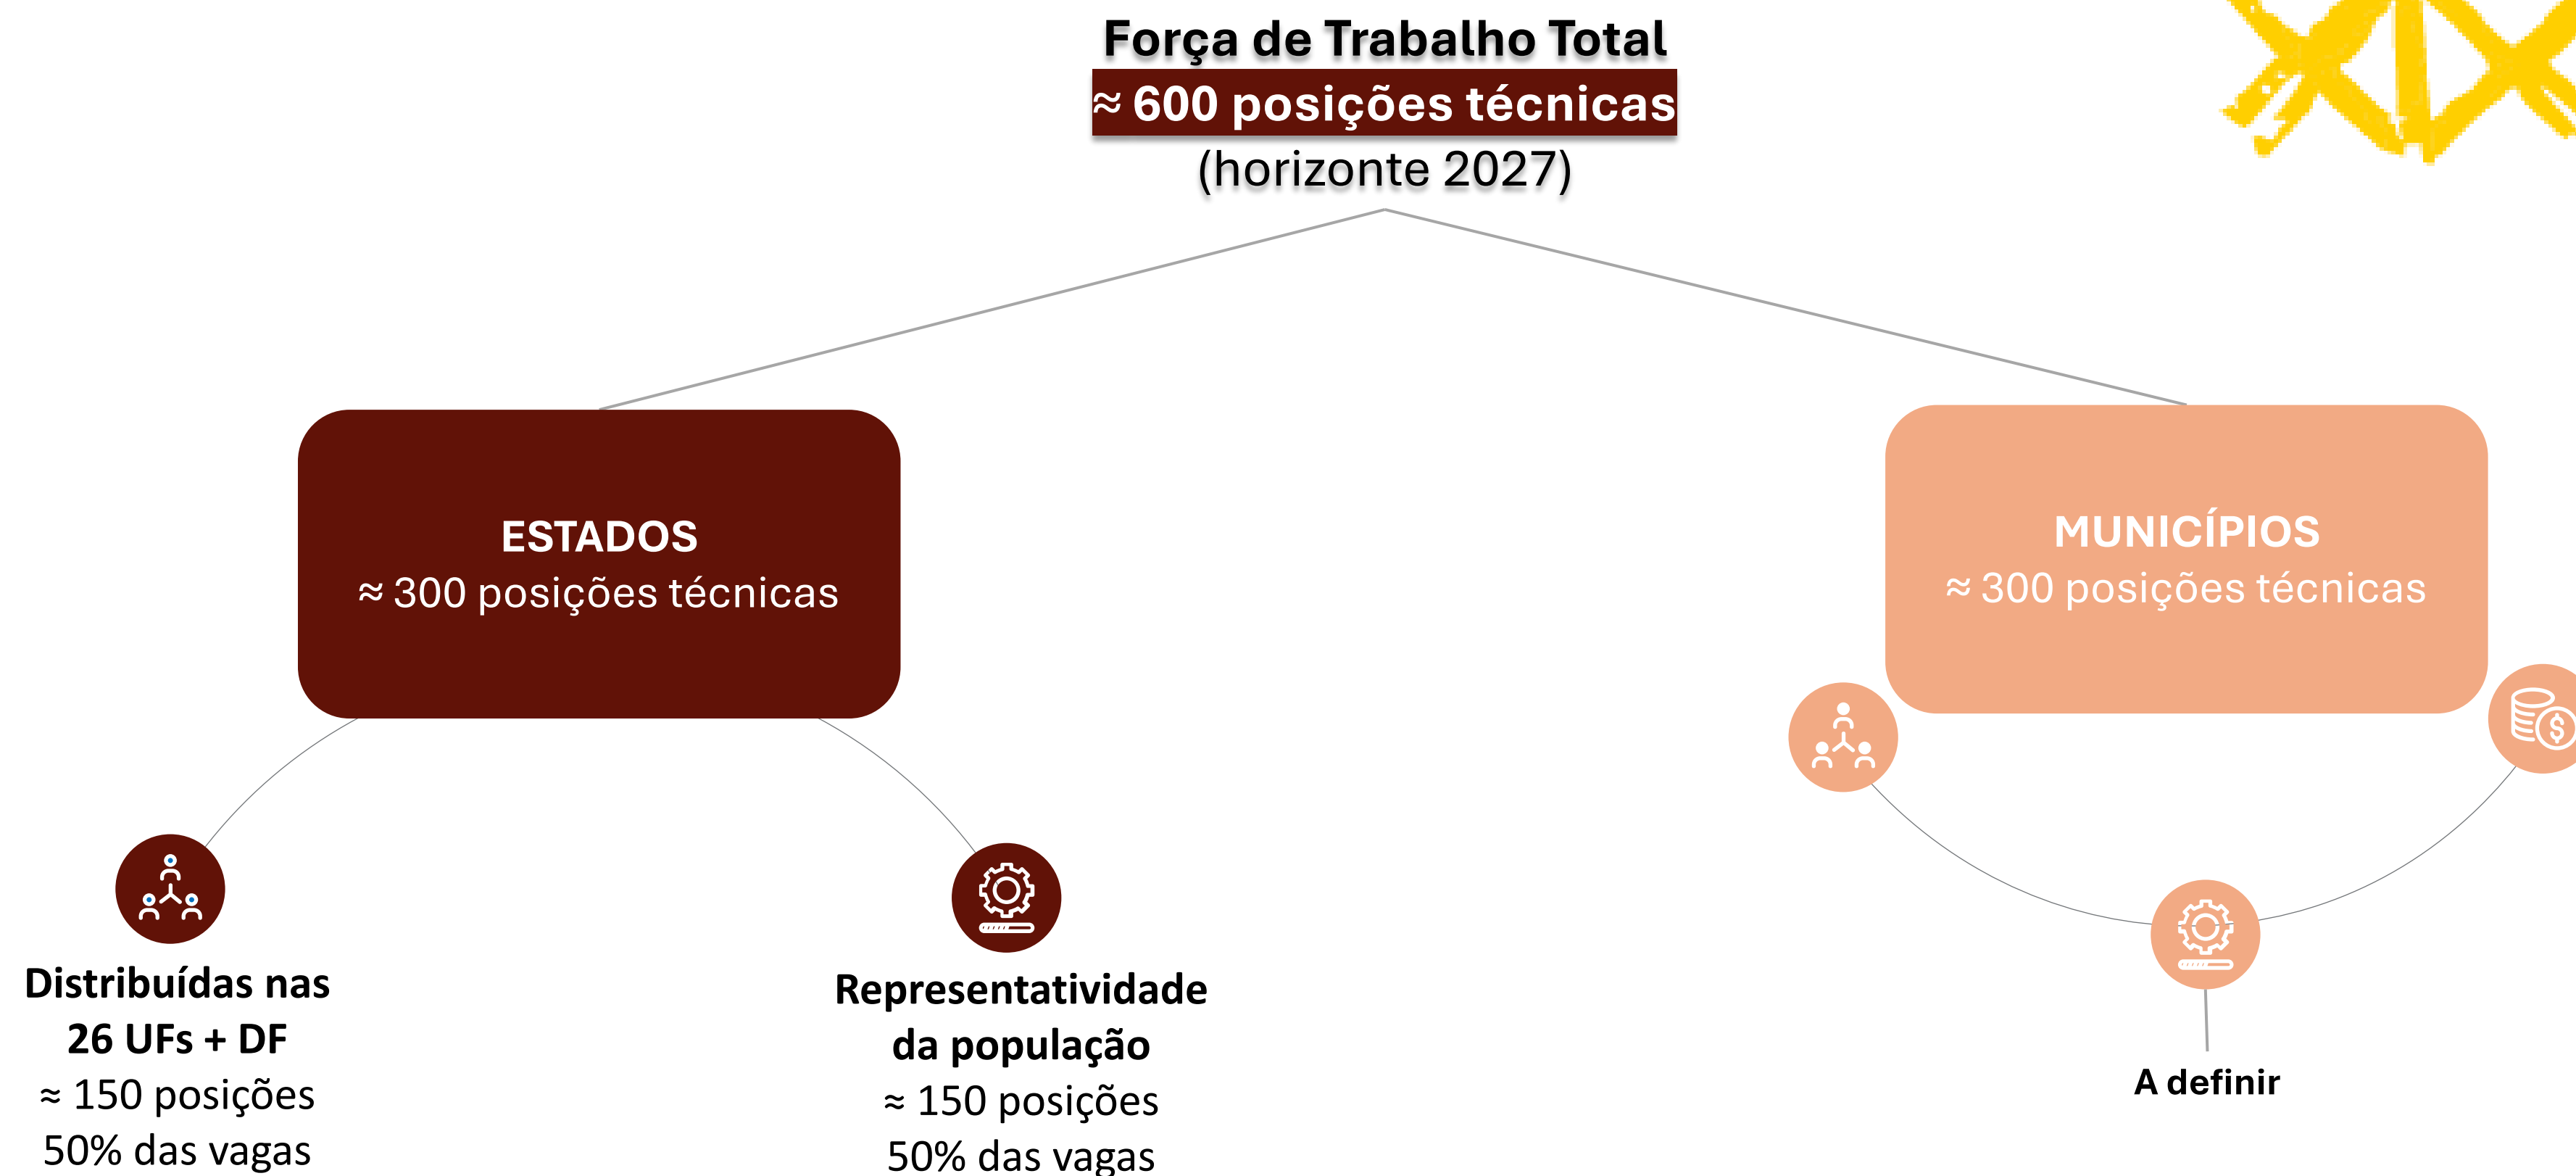 Força de Trabalho Total
≈ 600 posições técnicas
(horizonte 2027)
ESTADOS
≈ 300 posições técnicas
MUNICÍPIOS
≈ 300 posições técnicas
Distribuídas nas
26 UFs + DF
≈ 150 posições
50% das vagas
Representatividade
da população
≈ 150 posições
50% das vagas
A definir